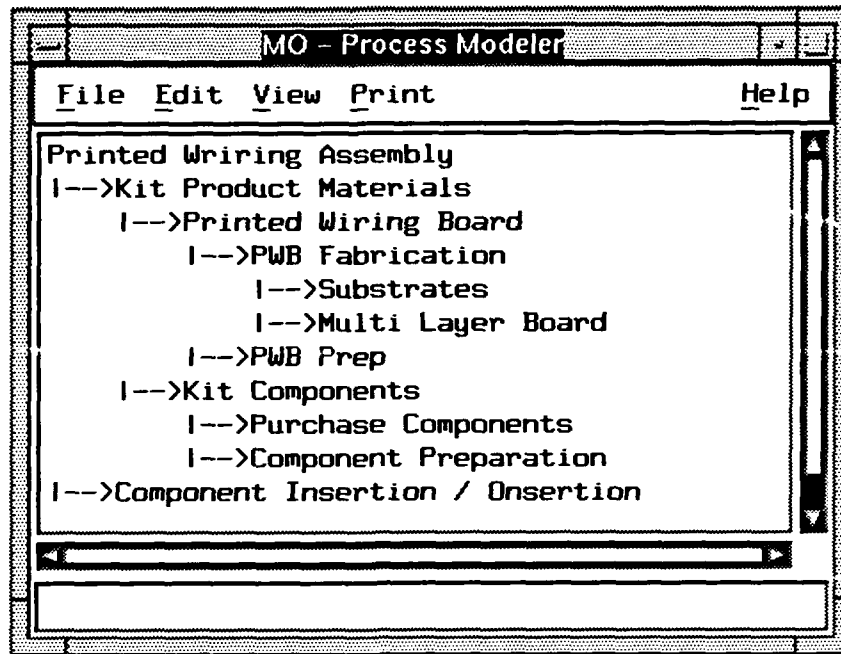 MO - Process Modeler
File Edit View Print Help
Printed Wriring Assembly
|-->Kit Product Materials
|-->Printed Wiring Board
|-->PWB Fabrication
|-->Substrates
|-->Multi Layer Board
|-->PWB Prep
|-->Kit Components
|-->Purchase Components
|-->Component Preparation
|-->Component Insertion / Onsertion